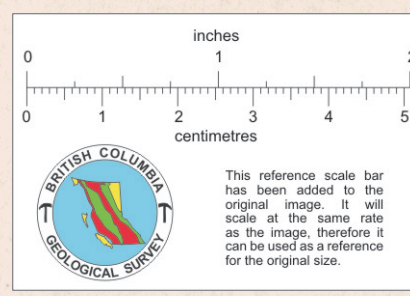 inches
0 1 2
0 1 2 3 4 5
centimetres
BRITISH COLUMBIA
GEOLOGICAL SURVEY
This reference scale bar
has been added to the
original image. It will
scale at the same rate
as the image, therefore it
can be used as a reference
for the original size.